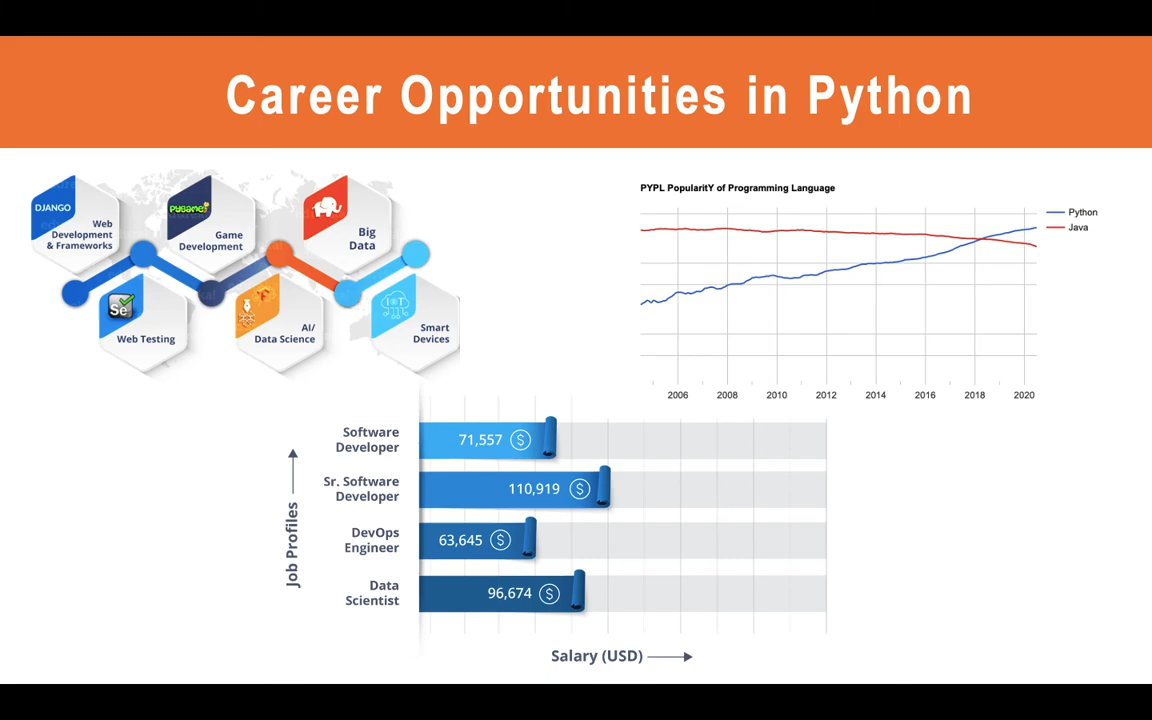 Career Opportunities in Python
DJANGO
Web
Development
& Frameworks
PYGAME
Game
Development
Big
Data
Se
Web Testing
AI/
Data Science
IoT
Smart
Devices
PYPL PopularitY of Programming Language
Python
Java
2006
2008
2010
2012
2014
2016
2018
2020
Software
Developer
71,557 $
Sr. Software
Developer
110,919 $
DevOps
Engineer
63,645 $
Data
Scientist
96,674 $
Job Profiles
Salary (USD)